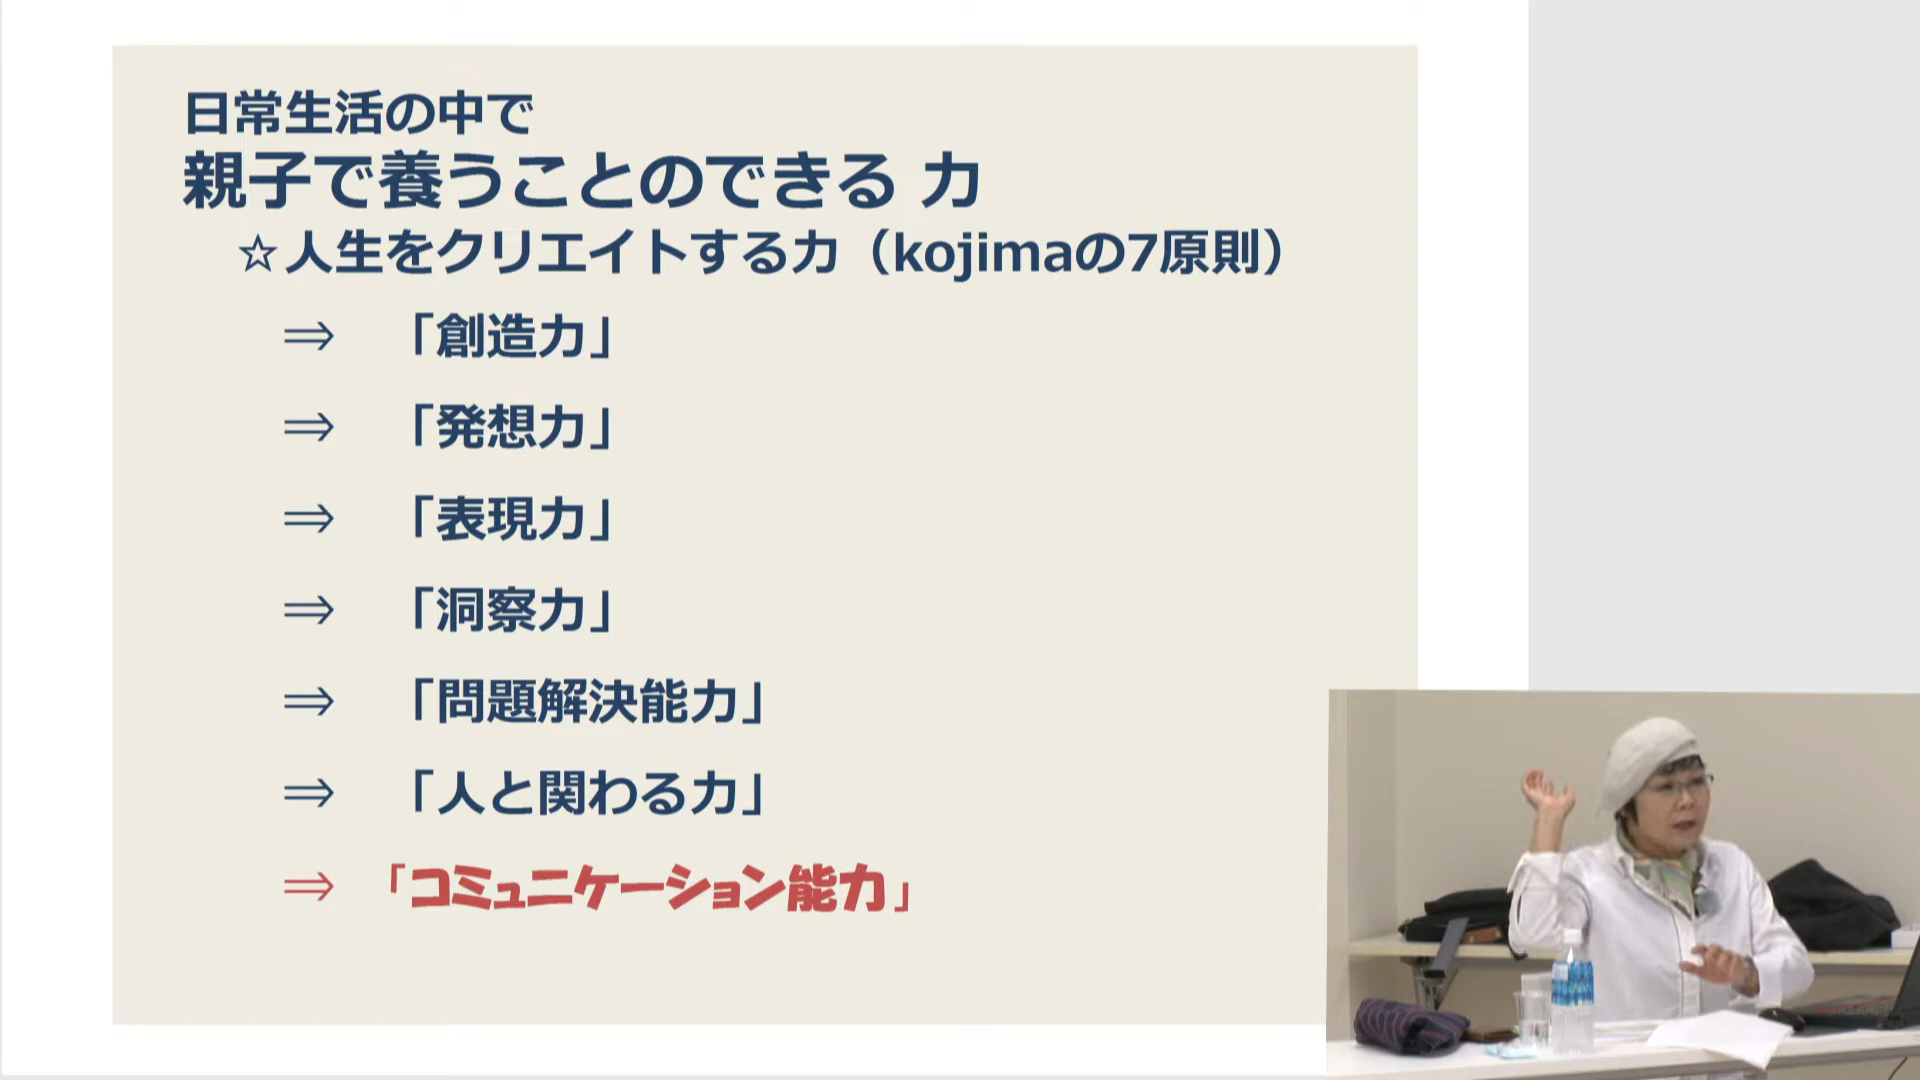 日常生活の中で
親子で養うことのできる 力
☆人生をクリエイトする力（kojimaの7原則）
⇒ 「創造力」
⇒ 「発想力」
⇒ 「表現力」
⇒ 「洞察力」
⇒ 「問題解決能力」
⇒ 「人と関わる力」
⇒ 「コミュニケーション能力」